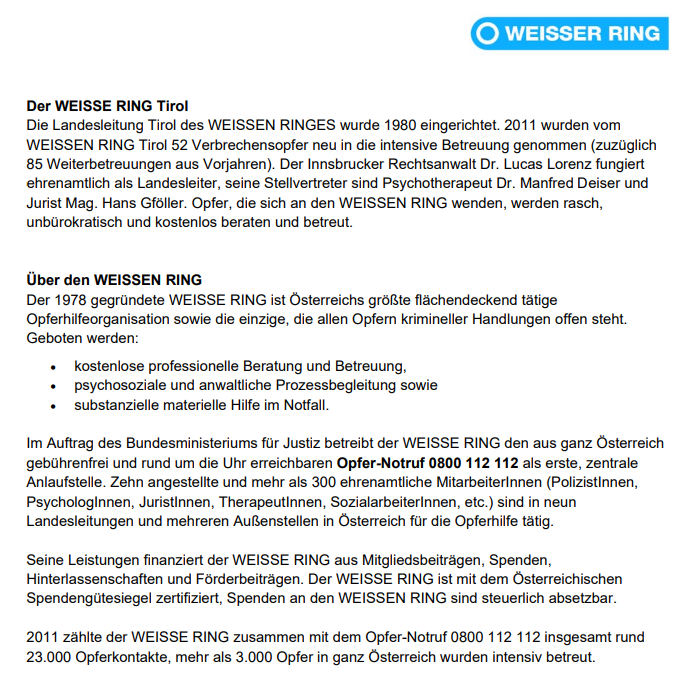 WEISSER RING
Der WEISSE RING Tirol
Die Landesleitung Tirol des WEISSEN RINGES wurde 1980 eingerichtet. 2011 wurden vom
WEISSEN RING Tirol 52 Verbrechensopfer neu in die intensive Betreuung genommen (zuzüglich
85 Weiterbetreuungen aus Vorjahren). Der Innsbrucker Rechtsanwalt Dr. Lucas Lorenz fungiert
ehrenamtlich als Landesleiter, seine Stellvertreter sind Psychotherapeut Dr. Manfred Deiser und
Jurist Mag. Hans Gföller. Opfer, die sich an den WEISSEN RING wenden, werden rasch,
unbürokratisch und kostenlos beraten und betreut.
Über den WEISSEN RING
Der 1978 gegründete WEISSE RING ist Österreichs größte flächendeckend tätige
Opferhilfeorganisation sowie die einzige, die allen Opfern krimineller Handlungen offen steht.
Geboten werden:
• kostenlose professionelle Beratung und Betreuung,
• psychosoziale und anwaltliche Prozessbegleitung sowie
• substanzielle materielle Hilfe im Notfall.
Im Auftrag des Bundesministeriums für Justiz betreibt der WEISSE RING den aus ganz Österreich
gebührenfrei und rund um die Uhr erreichbaren Opfer-Notruf 0800 112 112 als erste, zentrale
Anlaufstelle. Zehn angestellte und mehr als 300 ehrenamtliche MitarbeiterInnen (PolizistInnen,
PsychologInnen, JuristInnen, TherapeutInnen, SozialarbeiterInnen, etc.) sind in neun
Landesleitungen und mehreren Außenstellen in Österreich für die Opferhilfe tätig.
Seine Leistungen finanziert der WEISSE RING aus Mitgliedsbeiträgen, Spenden,
Hinterlassenschaften und Förderbeiträgen. Der WEISSE RING ist mit dem Österreichischen
Spendengütesiegel zertifiziert, Spenden an den WEISSEN RING sind steuerlich absetzbar.
2011 zählte der WEISSE RING zusammen mit dem Opfer-Notruf 0800 112 112 insgesamt rund
23.000 Opferkontakte, mehr als 3.000 Opfer in ganz Österreich wurden intensiv betreut.